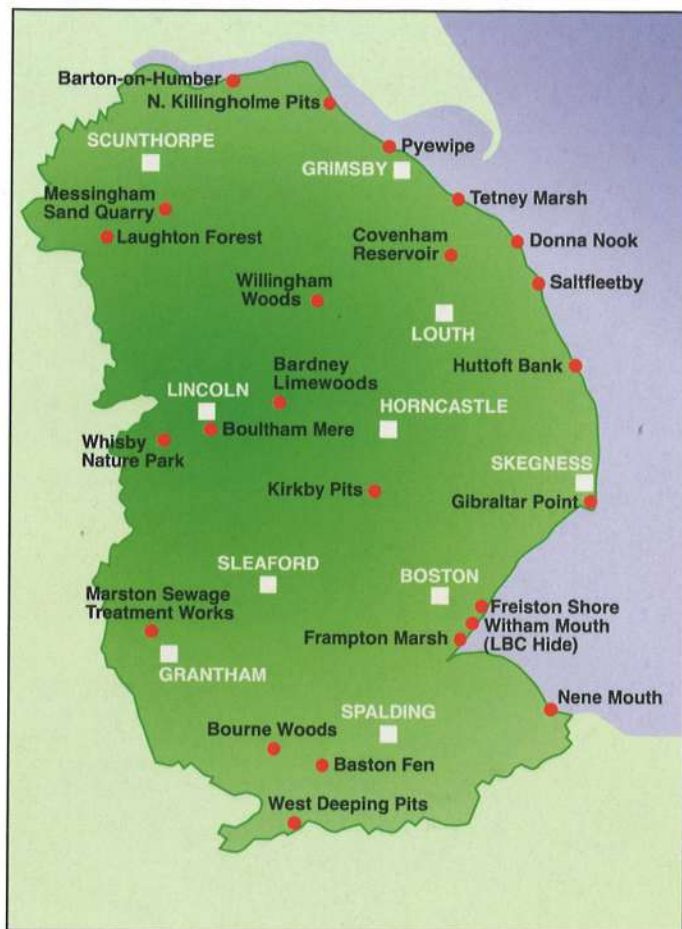 Barton-on-Humber
N. Killingholme Pits
SCUNTHORPE
Pyewipe
GRIMSBY
Messingham
Sand Quarry
Tetney Marsh
Laughton Forest
Covenham
Reservoir
Donna Nook
Willingham
Woods
Saltfleetby
LOUTH
Bardney
Limewoods
Huttoft Bank
LINCOLN
HORNCASTLE
Boultham Mere
Whisby
Nature Park
SKEGNESS
Kirkby Pits
Gibraltar Point
SLEAFORD
BOSTON
Marston Sewage
Treatment Works
Freiston Shore
Witham Mouth
(LBC Hide)
Frampton Marsh
GRANTHAM
Nene Mouth
SPALDING
Bourne Woods
Baston Fen
West Deeping Pits